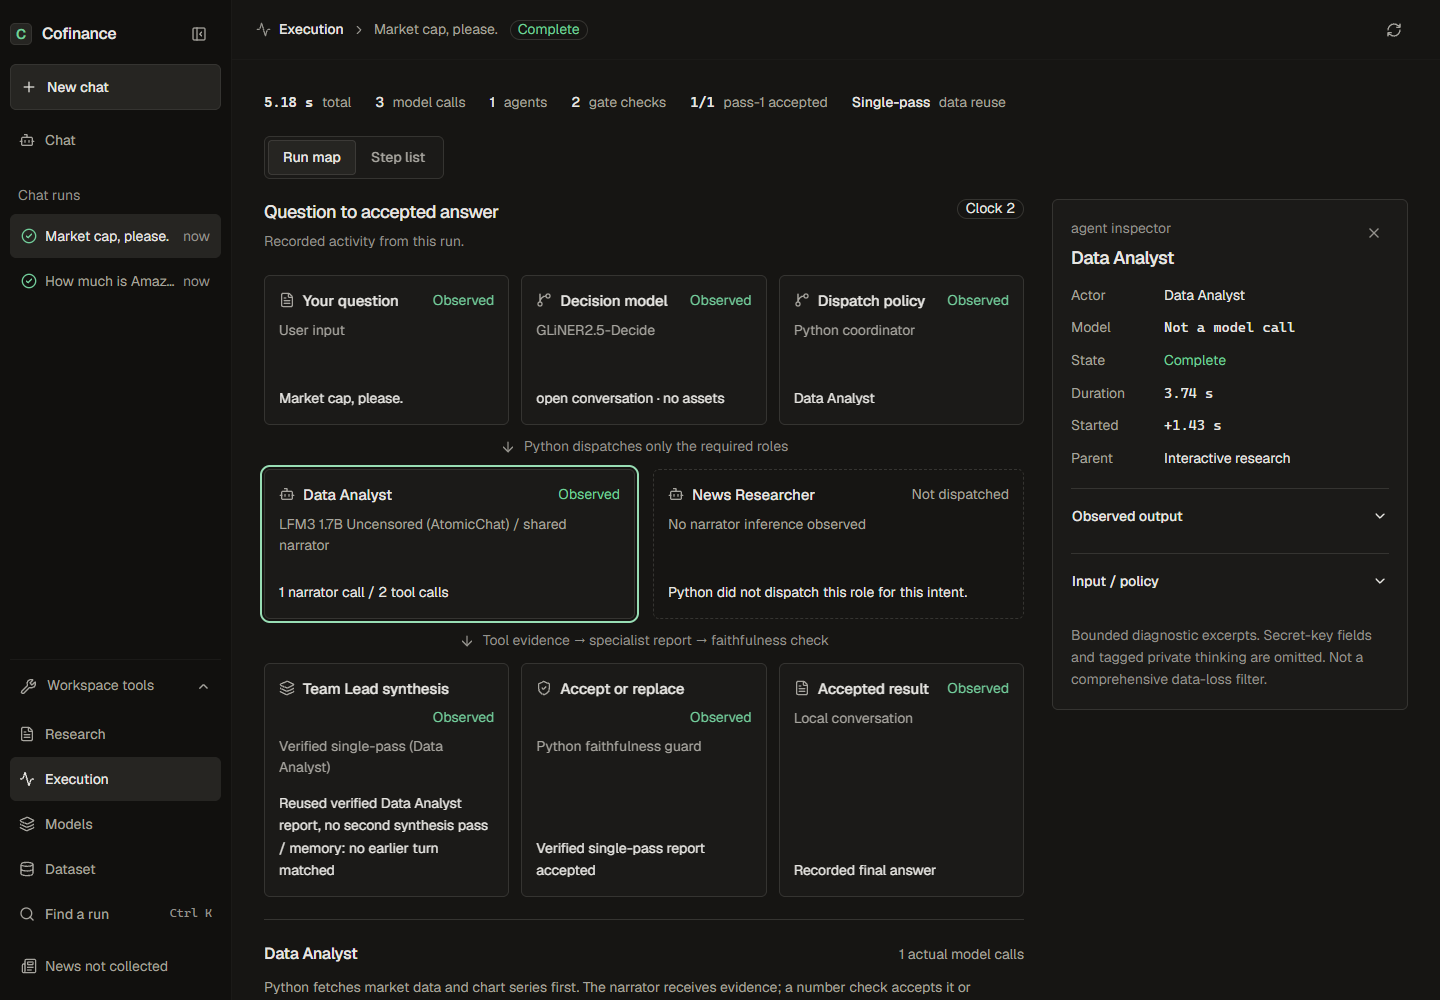 C Cofinance
New chat
Chat
Chat runs
Market cap, please. now
How much is Amaz... now
Workspace tools
Research
Execution
Models
Dataset
Find a run Ctrl K
News not collected
Execution > Market cap, please. Complete
5.18 s total 3 model calls 1 agents 2 gate checks 1/1 pass-1 accepted Single-pass data reuse
Run map Step list
Question to accepted answer Clock 2
Recorded activity from this run.
Your question Observed
User input
Market cap, please.
Decision model Observed
GLiNER2.5-Decide
open conversation · no assets
Dispatch policy Observed
Python coordinator
Data Analyst
↓ Python dispatches only the required roles
Data Analyst Observed
LFM3 1.7B Uncensored (AtomicChat) / shared
narrator
1 narrator call / 2 tool calls
News Researcher Not dispatched
No narrator inference observed
Python did not dispatch this role for this intent.
↓ Tool evidence → specialist report → faithfulness check
Team Lead synthesis
Observed
Verified single-pass (Data
Analyst)
Reused verified Data Analyst
report, no second synthesis pass
/ memory: no earlier turn
matched
Accept or replace
Observed
Python faithfulness guard
Verified single-pass report
accepted
Accepted result Observed
Local conversation
Recorded final answer
Data Analyst 1 actual model calls
Python fetches market data and chart series first. The narrator receives evidence; a number check accepts it or
agent inspector
Data Analyst
Actor Data Analyst
Model Not a model call
State Complete
Duration 3.74 s
Started +1.43 s
Parent Interactive research
Observed output
Input / policy
Bounded diagnostic excerpts. Secret-key fields
and tagged private thinking are omitted. Not a
comprehensive data-loss filter.